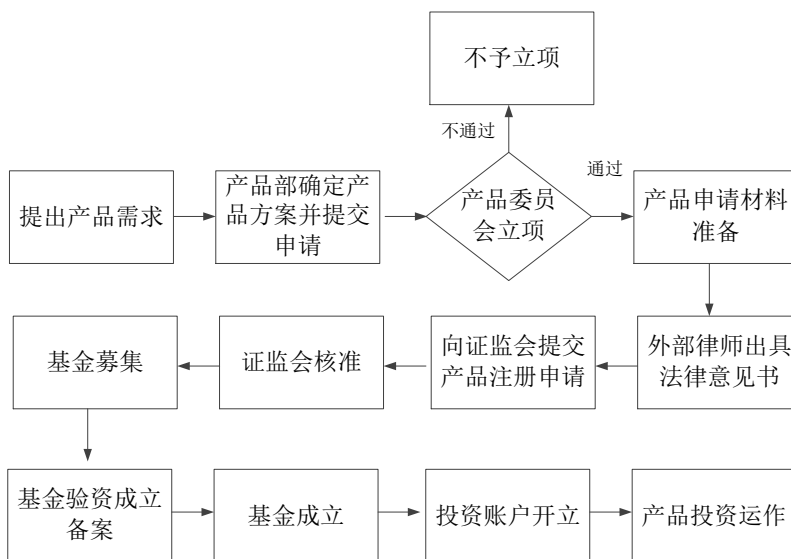 不予立项
不通过
提出产品需求
产品部确定产
品方案并提交
申请
产品委员
会立项
通过
产品申请材料
准备
外部律师出具
法律意见书
向证监会提交
产品注册申请
证监会核准
基金募集
基金验资成立
备案
基金成立
投资账户开立
产品投资运作